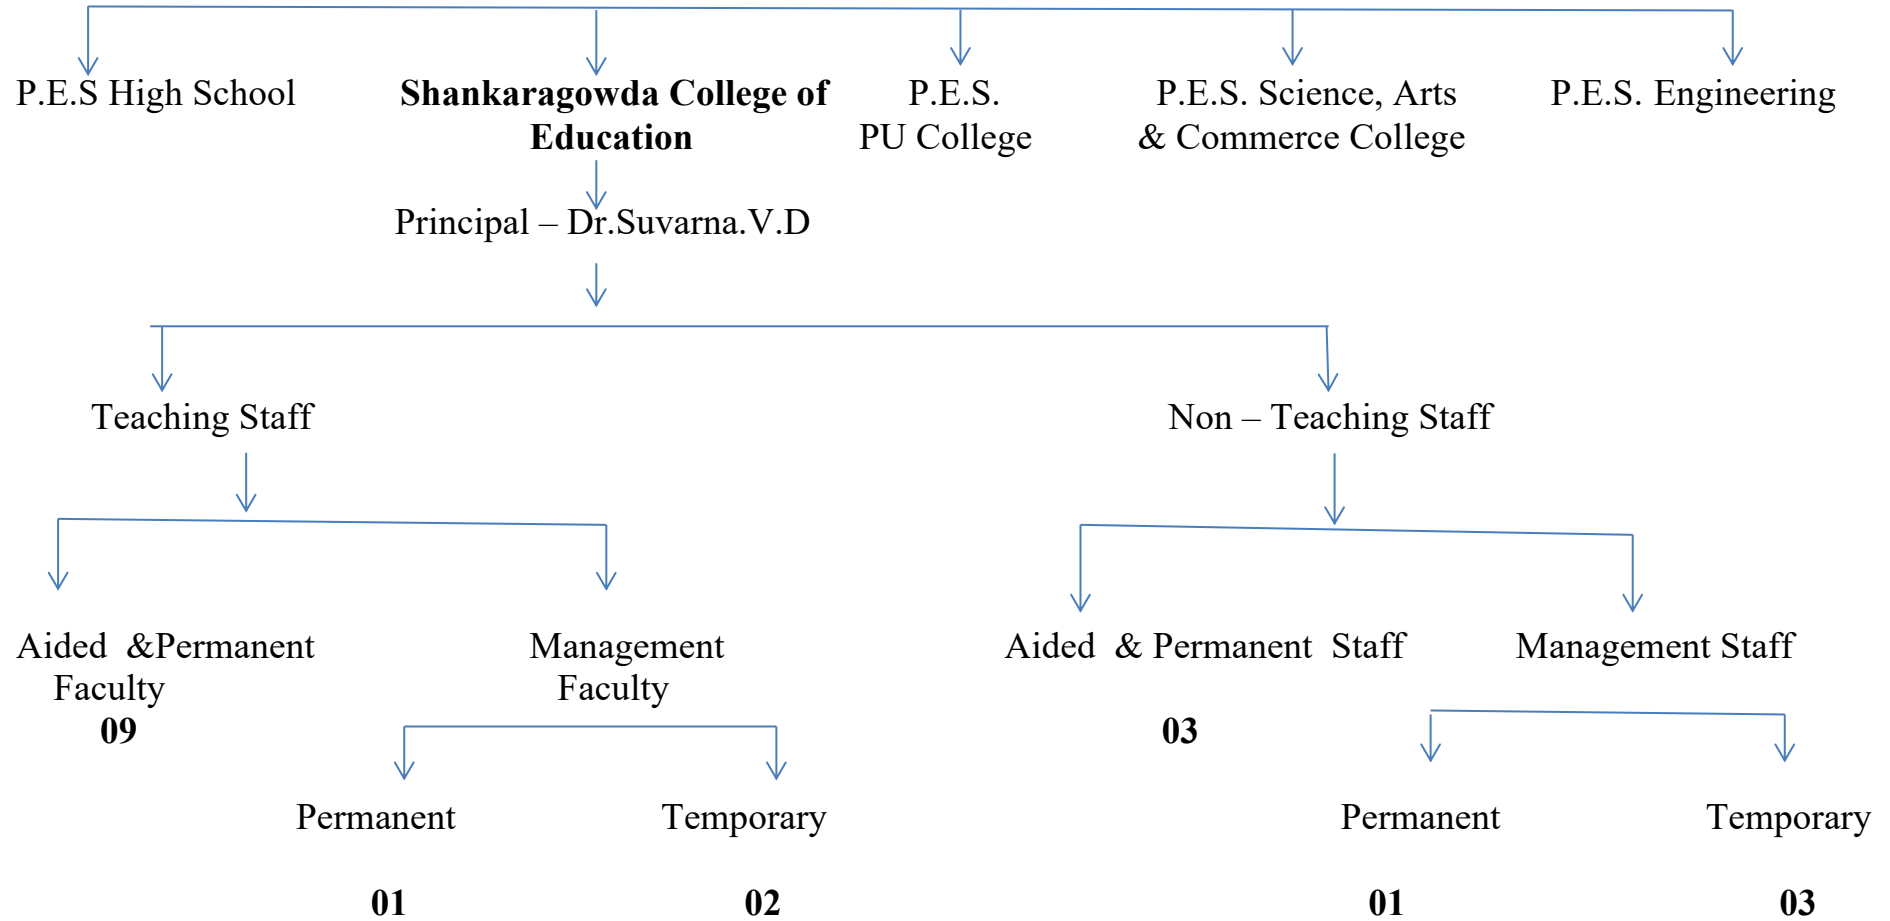 P.E.S High School
Shankaragowda College of
Education
P.E.S.
PU College
P.E.S. Science, Arts
& Commerce College
P.E.S. Engineering
Principal – Dr.Suvarna.V.D
Teaching Staff
Non – Teaching Staff
Aided &Permanent
Faculty
09
Management
Faculty
Aided & Permanent Staff
03
Management Staff
Permanent
01
Temporary
02
Permanent
01
Temporary
03